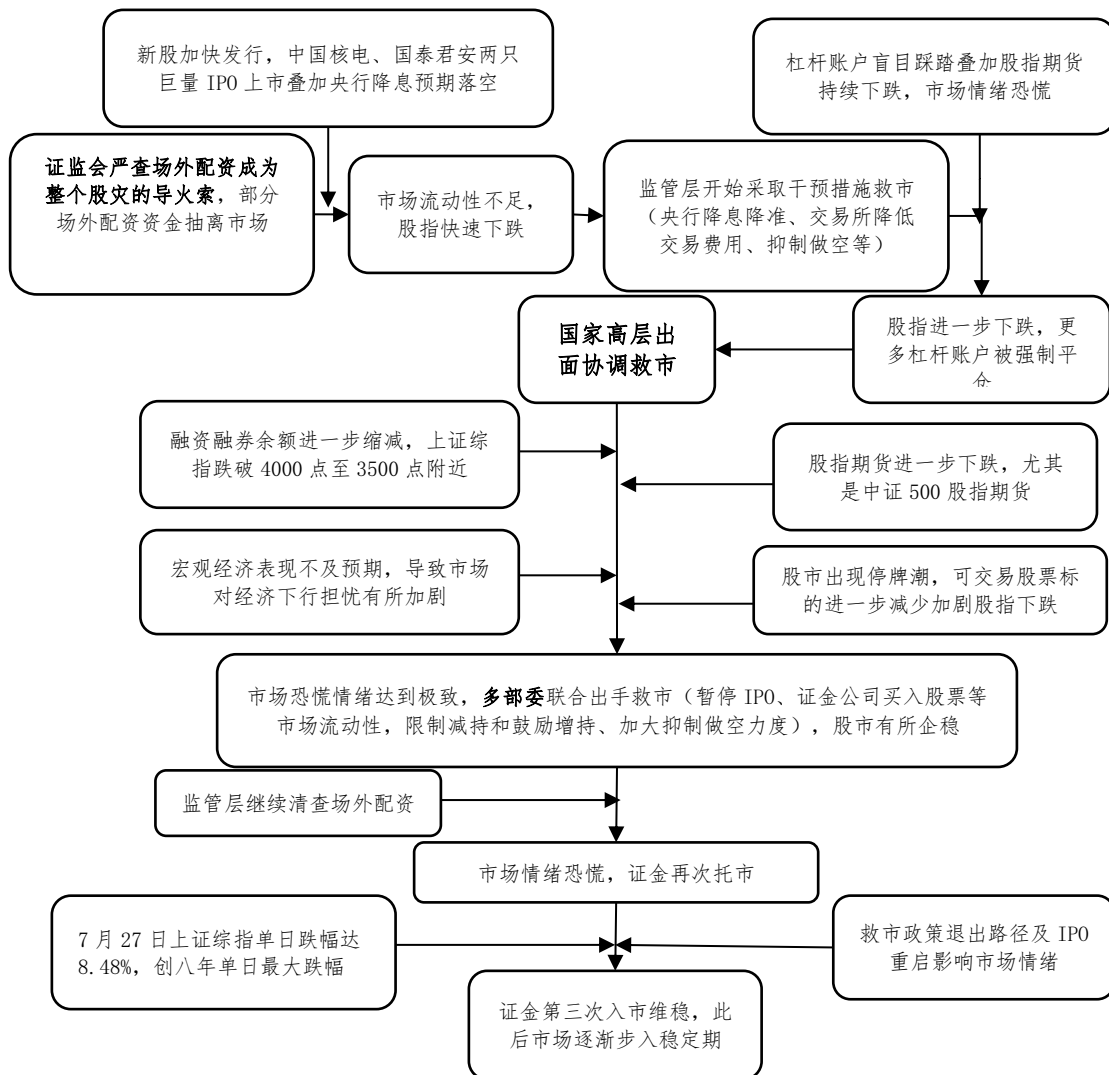 新股加快发行，中国核电、国泰君安两只
巨量 IPO 上市叠加央行降息预期落空
杠杆账户盲目踩踏叠加股指期货
持续下跌，市场情绪恐慌
证监会严查场外配资成为
整个股灾的导火索，部分
场外配资资金抽离市场
市场流动性不足，
股指快速下跌
监管层开始采取干预措施救市
（央行降息降准、交易所降低
交易费用、抑制做空等）
国家高层出
面协调救市
股指进一步下跌，更
多杠杆账户被强制平
仓
融资融券余额进一步缩减，上证综
指跌破 4000 点至 3500 点附近
股指期货进一步下跌，尤其
是中证 500 股指期货
宏观经济表现不及预期，导致市场
对经济下行担忧有所加剧
股市出现停牌潮，可交易股票标
的进一步减少加剧股指下跌
市场恐慌情绪达到极致，多部委联合出手救市（暂停 IPO、证金公司买入股票等
市场流动性，限制减持和鼓励增持、加大抑制做空力度），股市有所企稳
监管层继续清查场外配资
市场情绪恐慌，证金再次托市
7 月 27 日上证综指单日跌幅达
8.48%，创八年单日最大跌幅
救市政策退出路径及 IPO
重启影响市场情绪
证金第三次入市维稳，此
后市场逐渐步入稳定期